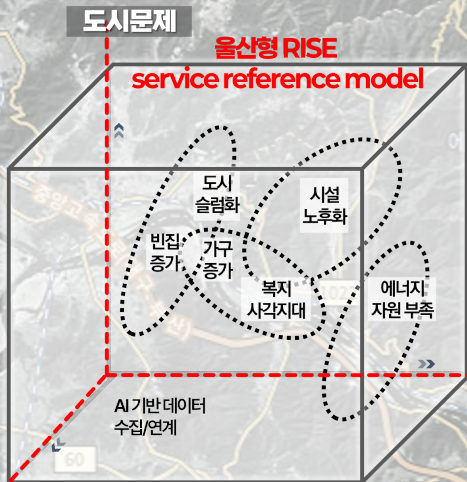 도시문제
울산형 RISE
service reference model
도시
슬럼화
시설
노후화
빈집
증가
가구
증가
복지
사각지대
에너지
자원 부족
AI 기반 데이터
수집/연계
60